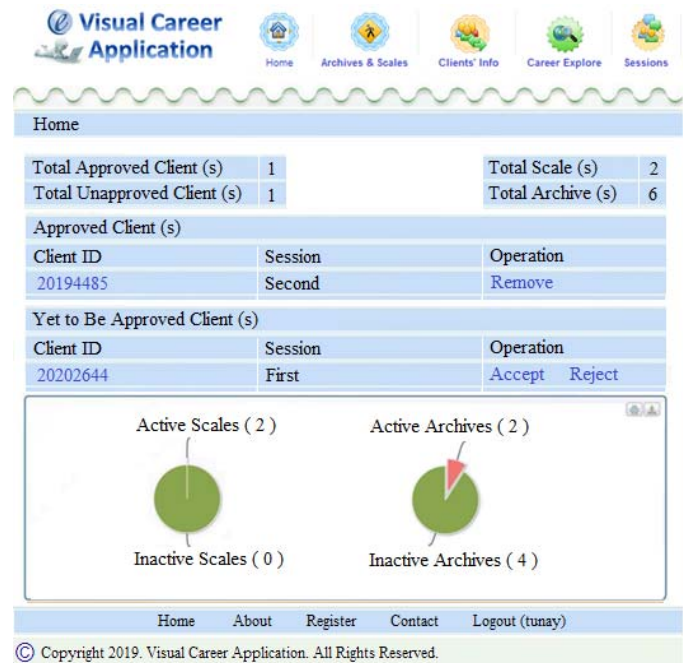 Visual Career
Application
Home
Archives & Scales
Clients' Info
Career Explore
Sessions
Home
Total Approved Client (s) 1
Total Scale (s) 2
Total Unapproved Client (s) 1
Total Archive (s) 6
Approved Client (s)
Client ID Session Operation
20194485 Second Remove
Yet to Be Approved Client (s)
Client ID Session Operation
20202644 First Accept Reject
Active Scales ( 2 )
Active Archives ( 2 )
Inactive Scales ( 0 )
Inactive Archives ( 4 )
Home About Register Contact Logout (tunay)
© Copyright 2019. Visual Career Application. All Rights Reserved.